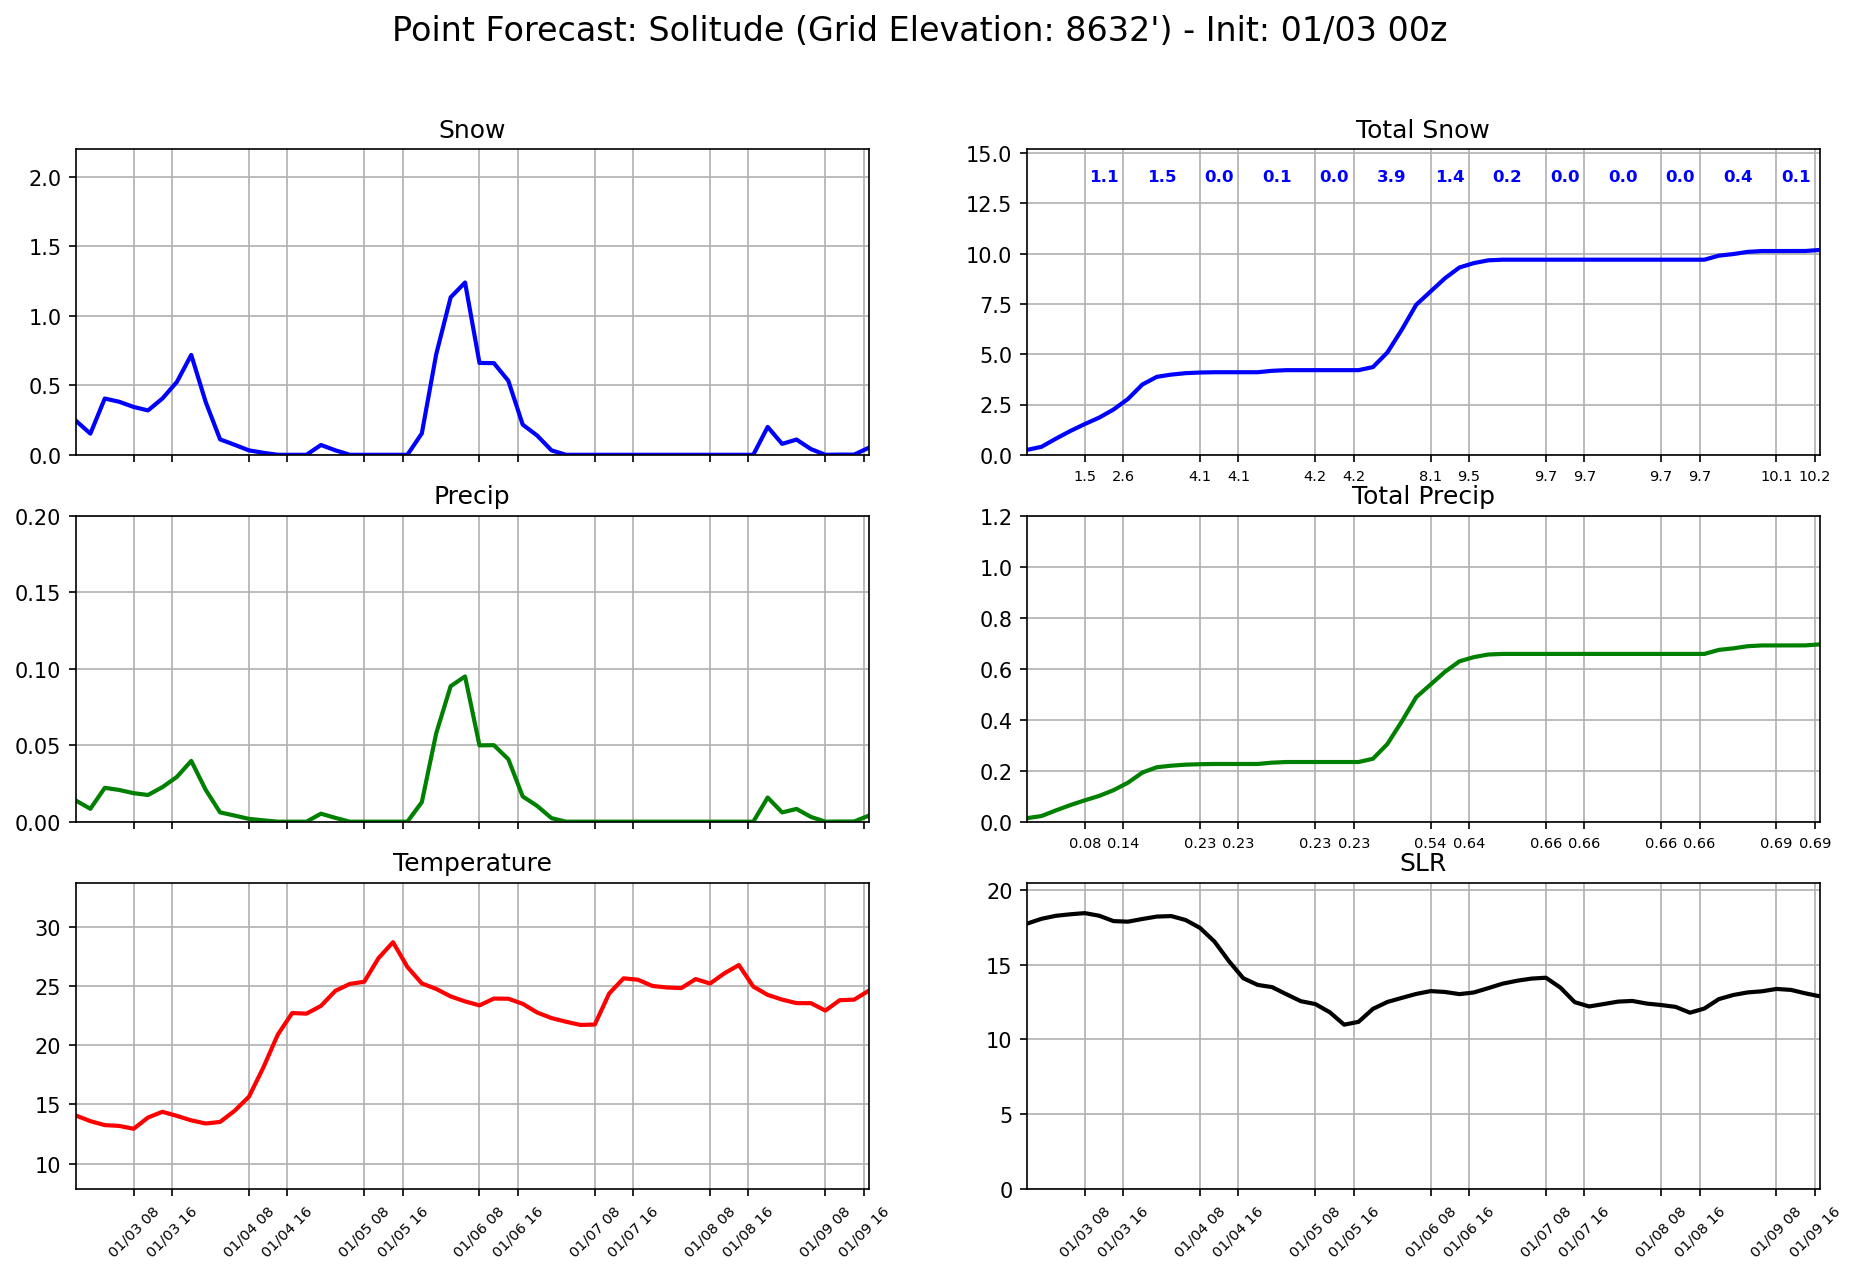 Point Forecast: Solitude (Grid Elevation: 8632') - Init: 01/03 00z
Snow
2.0
1.5
1.0
0.5
0.0
Total Snow
15.0
12.5
10.0
7.5
5.0
2.5
0.0
1.1 1.5 0.0 0.1 0.0 3.9 1.4 0.2 0.0 0.0 0.0 0.4 0.1
1.5 2.6 4.1 4.1 4.2 4.2 8.1 9.5 9.7 9.7 9.7 9.7 10.1 10.2
Precip
0.20
0.15
0.10
0.05
0.00
Total Precip
1.2
1.0
0.8
0.6
0.4
0.2
0.0
0.08 0.14 0.23 0.23 0.23 0.23 0.54 0.64 0.66 0.66 0.66 0.66 0.69 0.69
Temperature
30
25
20
15
10
01/03 08 01/03 16 01/04 08 01/04 16 01/05 08 01/05 16 01/06 08 01/06 16 01/07 08 01/07 16 01/08 08 01/08 16 01/09 08 01/09 16
SLR
20
15
10
5
0
01/03 08 01/03 16 01/04 08 01/04 16 01/05 08 01/05 16 01/06 08 01/06 16 01/07 08 01/07 16 01/08 08 01/08 16 01/09 08 01/09 16